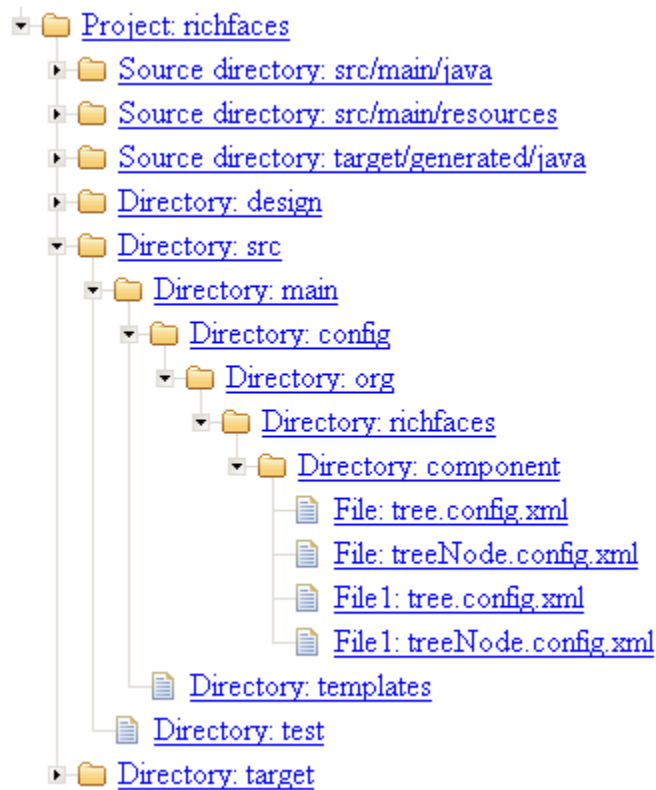 Project: richfaces
Source directory: src/main/java
Source directory: src/main/resources
Source directory: target/generated/java
Directory: design
Directory: src
Directory: main
Directory: config
Directory: org
Directory: richfaces
Directory: component
File: tree.config.xml
File: treeNode.config.xml
File1: tree.config.xml
File1: treeNode.config.xml
Directory: templates
Directory: test
Directory: target